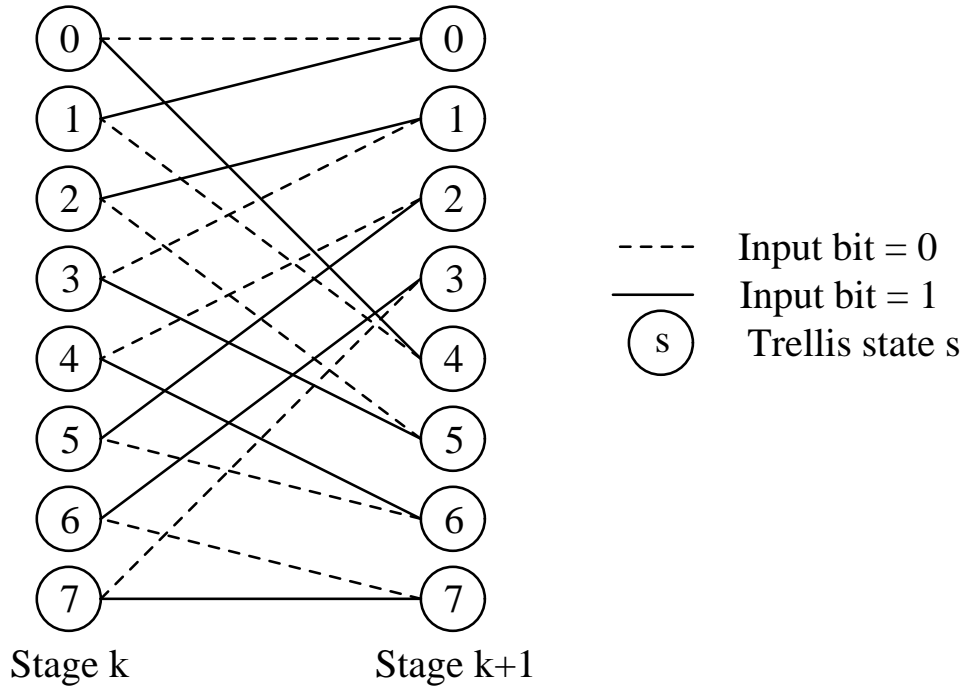 0 0
1 1
2 2
3 3
4 4
5 5
6 6
7 7
Stage k Stage k+1
Input bit = 0
Input bit = 1
s Trellis state s